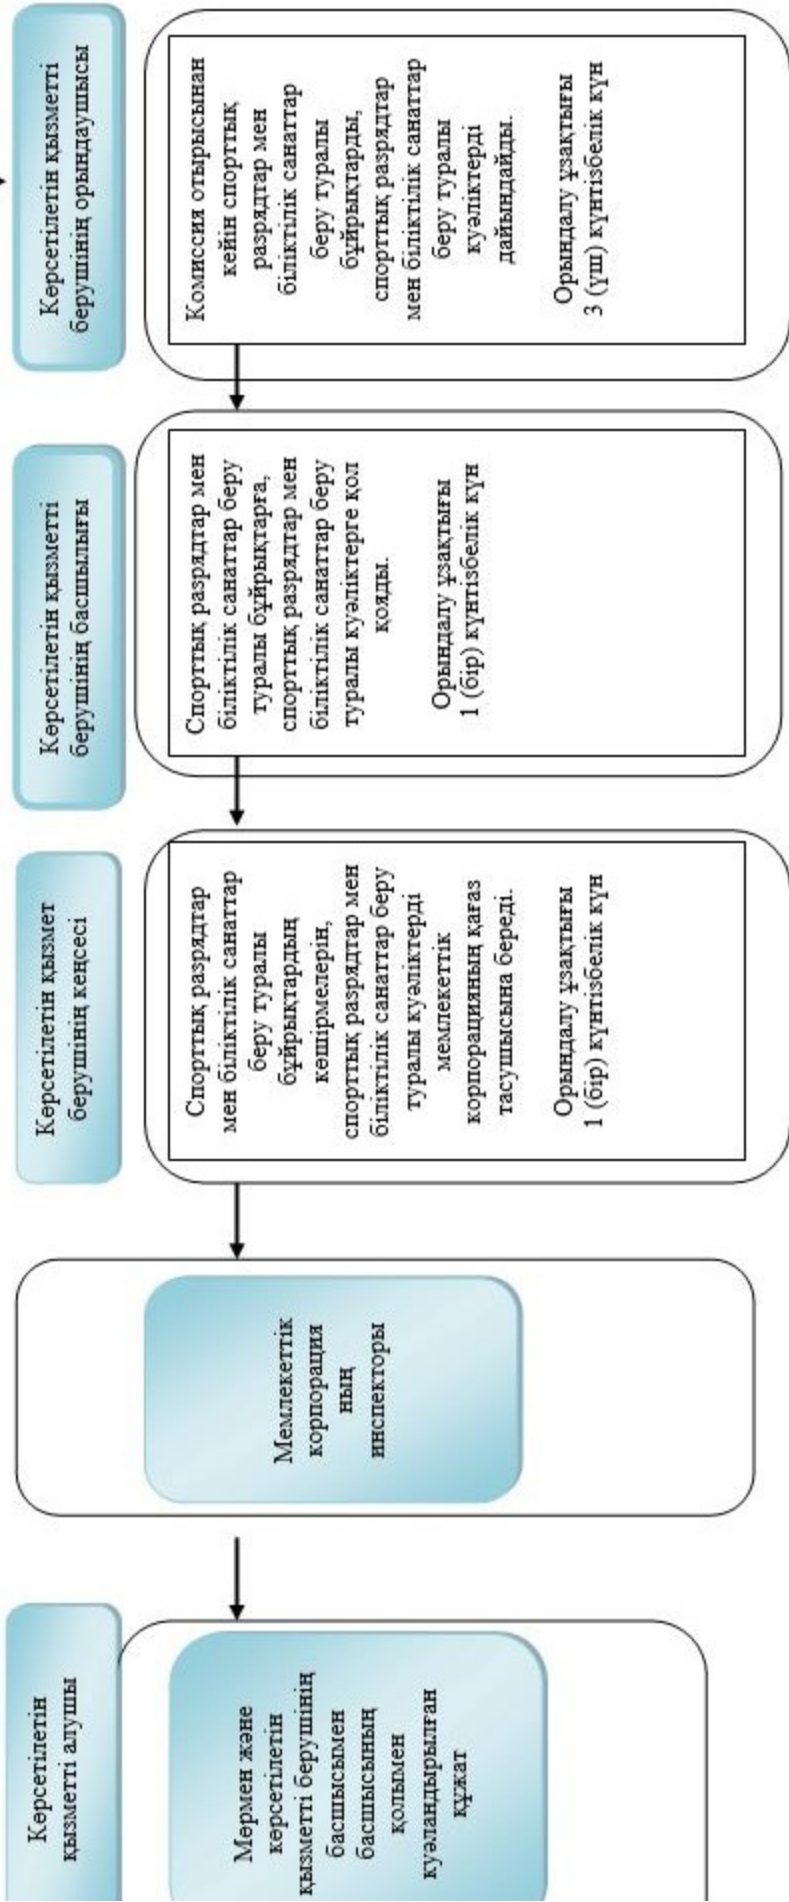 Көрсетілетін қызметті
берушінің орындаушысы
Комиссия отырысынан
кейін спорттық
разрядтар мен
біліктілік санаттар
беру туралы
бұйрықтарды,
спорттық разрядтар
мен біліктілік санаттар
беру туралы
куәліктерді
дайындайды.
Орындалу ұзақтығы
3 (үш) күнтізбелік күн
Көрсетілетін қызметті
берушінің басшылығы
Спорттық разрядтар мен
біліктілік санаттар беру
туралы бұйрықтарға,
спорттық разрядтар мен
біліктілік санаттар беру
туралы куәліктерге қол
қояды.
Орындалу ұзақтығы
1 (бір) күнтізбелік күн
Көрсетілетін қызмет
берушінің кеңсесі
Спорттық разрядтар
мен біліктілік санаттар
беру туралы
бұйрықтардың
көшірмелерін,
спорттық разрядтар мен
біліктілік санаттар беру
туралы куәліктерді
мемлекеттік
корпорацияның қағаз
тасушысына береді.
Орындалу ұзақтығы
1 (бір) күнтізбелік күн
Мемлекеттік
корпорация
ның
инспекторы
Көрсетілетін
қызметті алушы
Мөрмен және
көрсетілетін
қызметті берушінің
басшысымен
басшысының
қолымен
куәландырылған
құжат